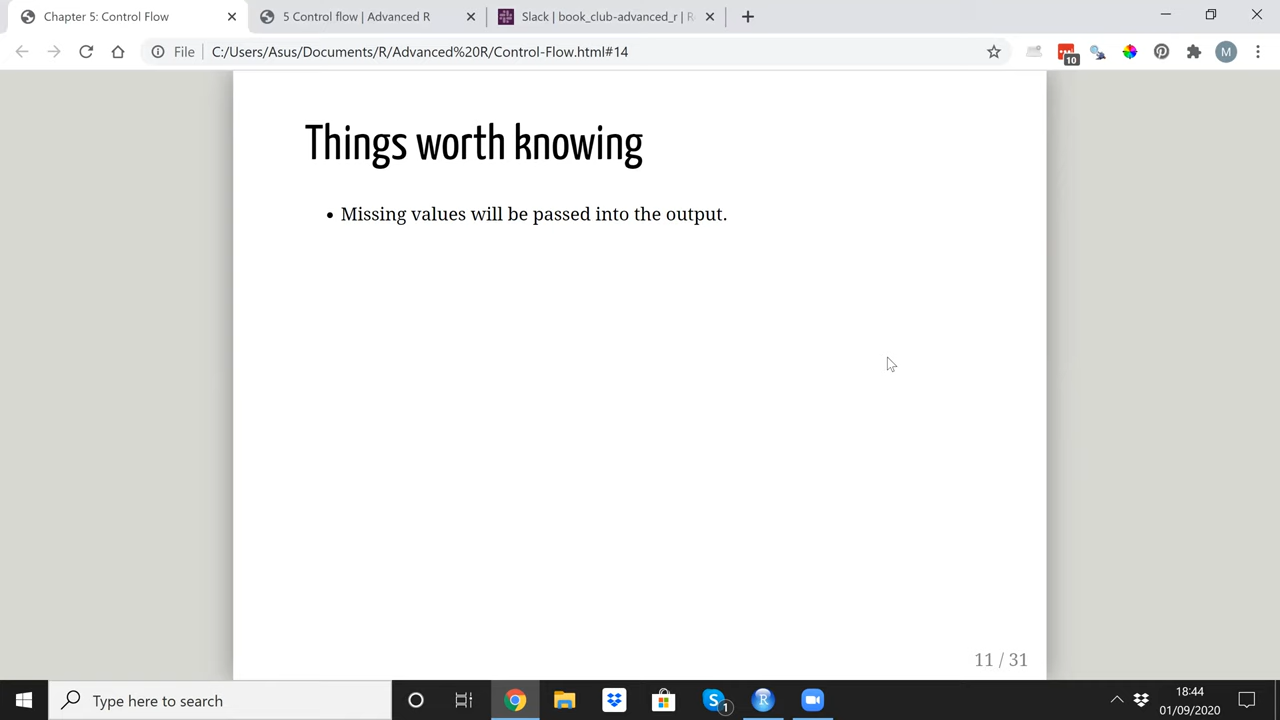 Chapter 5: Control Flow
5 Control flow | Advanced R
Slack | book_club-advanced_r | R
File
C:/Users/Asus/Documents/R/Advanced%20R/Control-Flow.html#14
10
M
Things worth knowing
• Missing values will be passed into the output.
11 / 31
Type here to search
S
1
R
18:44
01/09/2020